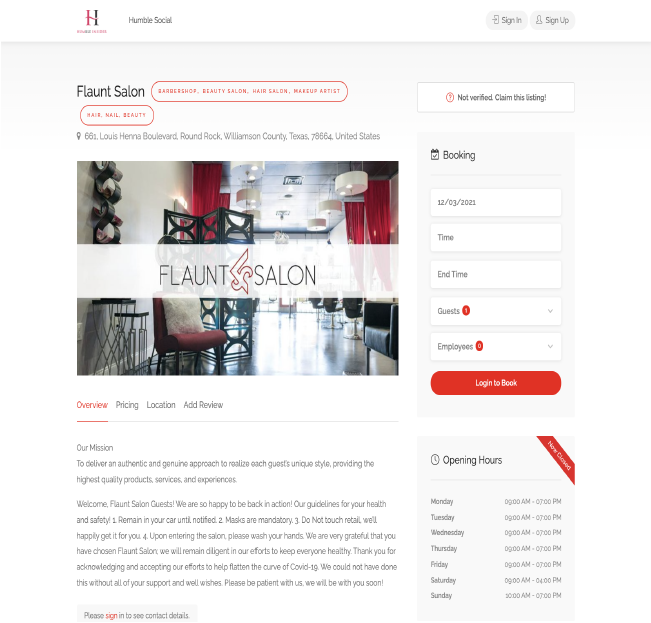 H
HUMBLE INSIDER
Humble Social
Sign In
Sign Up
Flaunt Salon
BARBERSHOP, BEAUTY SALON, HAIR SALON, MAKEUP ARTIST
HAIR, NAIL, BEAUTY
661, Louis Henna Boulevard, Round Rock, Williamson County, Texas, 78664, United States
FLAUNT SALON
Overview Pricing Location Add Review
Our Mission
To deliver an authentic and genuine approach to realize each guest's unique style, providing the
highest quality products, services, and experiences.
Welcome, Flaunt Salon Guests! We are so happy to be back in action! Our guidelines for your health
and safety! 1. Remain in your car until notified. 2. Masks are mandatory. 3. Do Not touch retail, we'll
happily get it for you. 4. Upon entering the salon, please wash your hands. We are very grateful that you
have chosen Flaunt Salon; we will remain diligent in our efforts to keep everyone healthy. Thank you for
acknowledging and accepting our efforts to help flatten the curve of Covid-19. We could not have done
this without all of your support and well wishes. Please be patient with us, we will be with you soon!
Please sign in to see contact details.
Not verified. Claim this listing!
Booking
12/03/2021
Time
End Time
Guests 1
Employees 0
Login to Book
Now Closed
Opening Hours
Monday 09:00 AM - 07:00 PM
Tuesday 09:00 AM - 07:00 PM
Wednesday 09:00 AM - 07:00 PM
Thursday 09:00 AM - 07:00 PM
Friday 09:00 AM - 07:00 PM
Saturday 09:00 AM - 04:00 PM
Sunday 10:00 AM - 07:00 PM